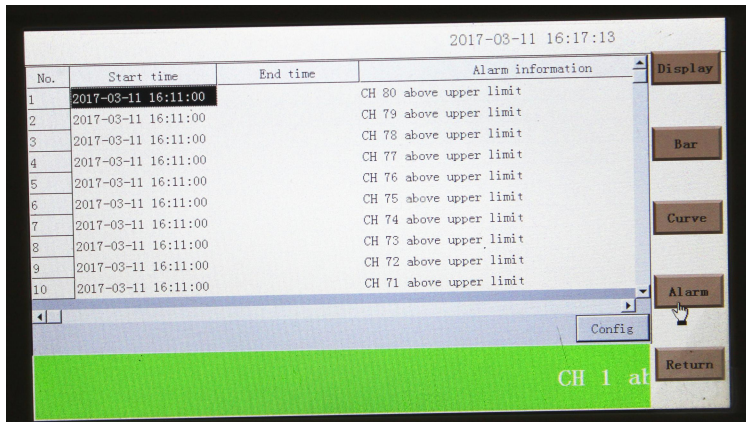 2017-03-11 16:17:13
No. Start time End time Alarm information
1 2017-03-11 16:11:00 CH 80 above upper limit
2 2017-03-11 16:11:00 CH 79 above upper limit
3 2017-03-11 16:11:00 CH 78 above upper limit
4 2017-03-11 16:11:00 CH 77 above upper limit
5 2017-03-11 16:11:00 CH 76 above upper limit
6 2017-03-11 16:11:00 CH 75 above upper limit
7 2017-03-11 16:11:00 CH 74 above upper limit
8 2017-03-11 16:11:00 CH 73 above upper limit
9 2017-03-11 16:11:00 CH 72 above upper limit
10 2017-03-11 16:11:00 CH 71 above upper limit
Config
CH 1 ab
Display
Bar
Curve
Alarm
Return